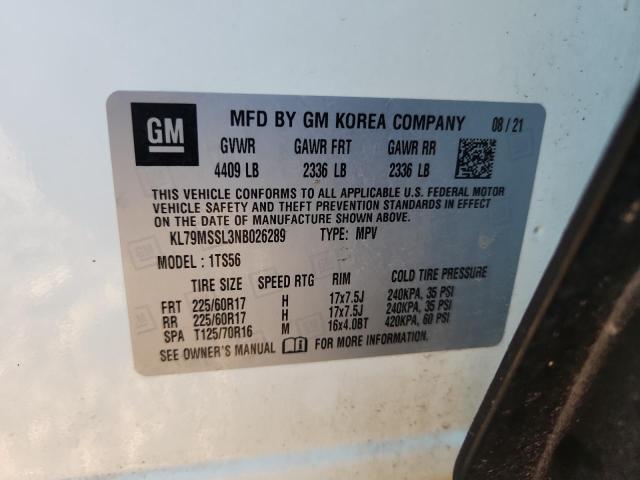 GM
MFD BY GM KOREA COMPANY 08 / 21
GVWR GAWR FRT GAWR RR
4409 LB 2336 LB 2336 LB
THIS VEHICLE CONFORMS TO ALL APPLICABLE U.S. FEDERAL MOTOR
VEHICLE SAFETY, AND THEFT PREVENTION STANDARDS IN EFFECT
ON THE DATE OF MANUFACTURE SHOWN ABOVE.
KL79MSSL3NB026289 TYPE: MPV
MODEL : 1TS56
TIRE SIZE SPEED RTG RIM COLD TIRE PRESSURE
FRT 225/60R17 H 17x7.5J 240KPA, 35 PSI
RR 225/60R17 H 17x7.5J 240KPA, 35 PSI
SPA T125/70R16 M 16x4.0BT 420KPA, 60 PSI
SEE OWNER'S MANUAL FOR MORE INFORMATION.